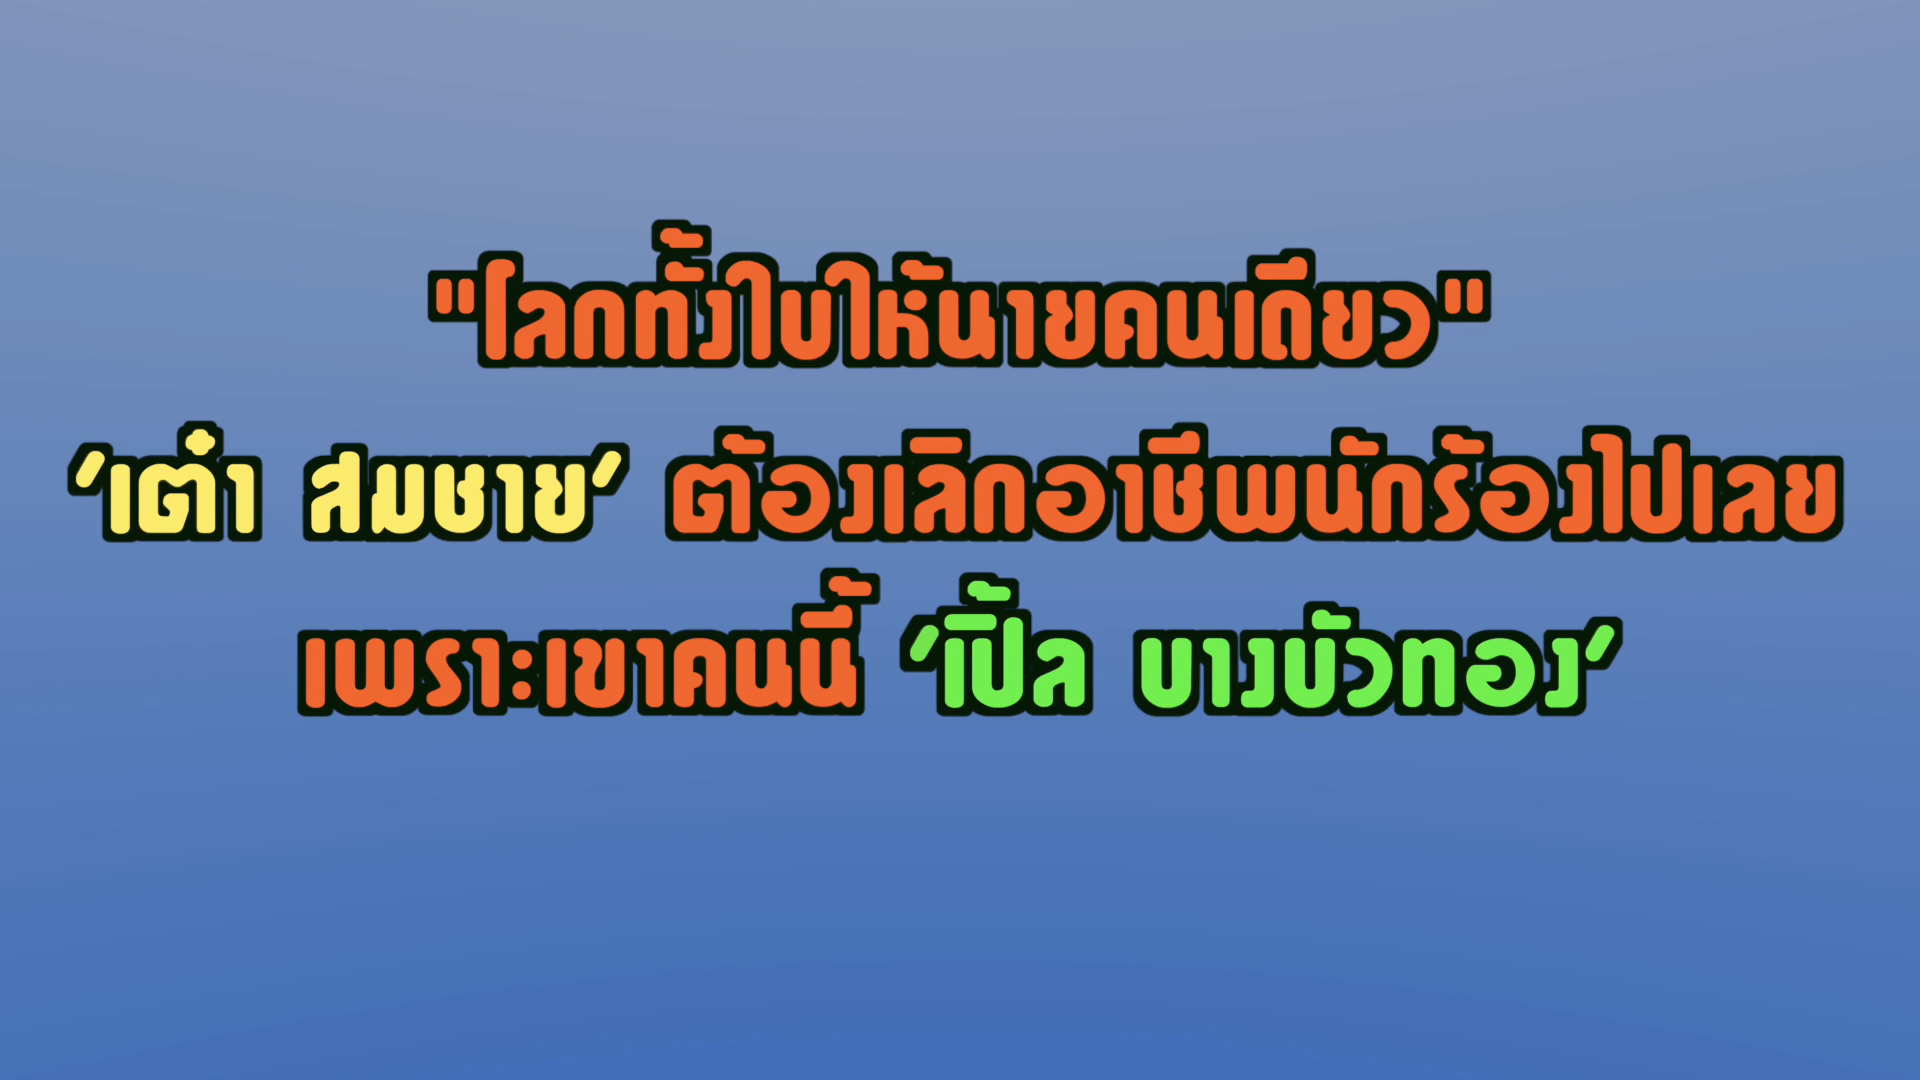 "โลกทั้งใบให้นายคนเดียว"
'เต๋า สมชาย' ต้องเลิกอาชีพนักร้องไปเลย
เพราะเขาคนนี้ 'เปิ้ล บางบัวทอง'